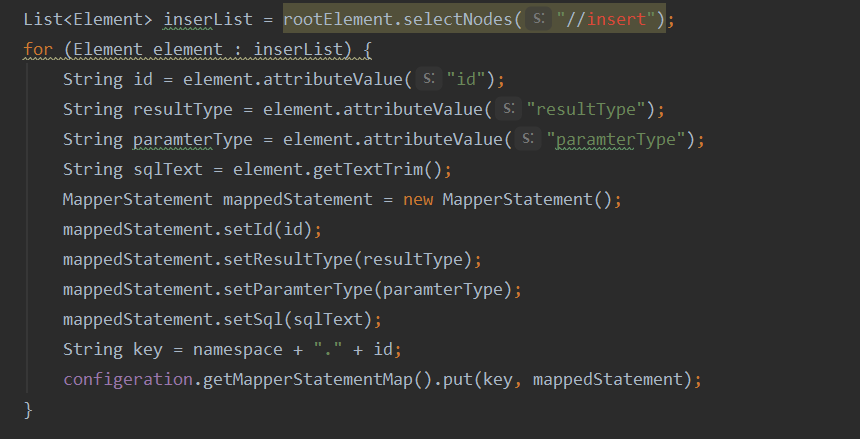 List<Element> inserList = rootElement.selectNodes( s: "//insert");
for (Element element : inserList) {
    String id = element.attributeValue( s: "id");
    String resultType = element.attributeValue( s: "resultType");
    String paramterType = element.attributeValue( s: "paramterType");
    String sqlText = element.getTextTrim();
    MapperStatement mappedStatement = new MapperStatement();
    mappedStatement.setId(id);
    mappedStatement.setResultType(resultType);
    mappedStatement.setParamterType(paramterType);
    mappedStatement.setSql(sqlText);
    String key = namespace + "." + id;
    configeration.getMapperStatementMap().put(key, mappedStatement);
}